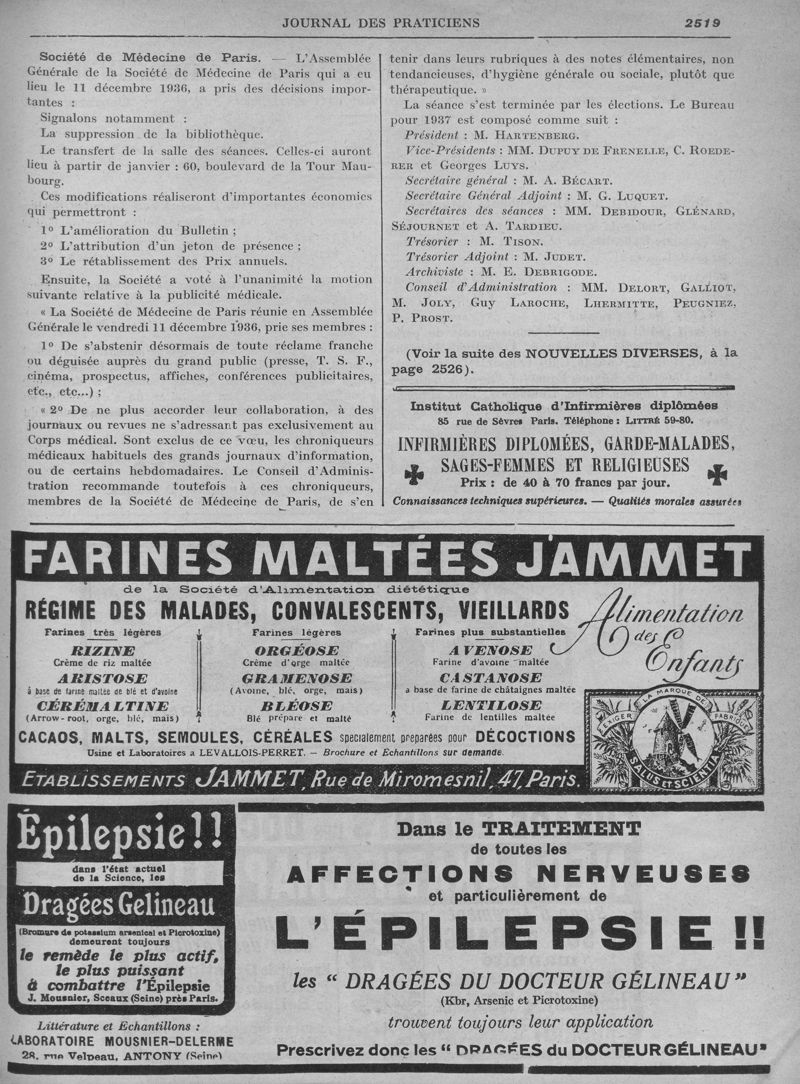 JOURNAL DES PRATICIENS
2519
Société de Médecine de Paris. — L'Assemblée
Générale de la Société de Médecine de Paris qui a eu
lieu le 11 décembre 1936, a pris des décisions impor-
tantes :
Signalons notamment :
La suppression de la bibliothèque.
Le transfert de la salle des séances. Celles-ci auront
lieu à partir de janvier : 60, boulevard de la Tour Mau-
bourg.
Ces modifications réaliseront d'importantes économies
qui permettront :
1º L'amélioration du Bulletin ;
2º L'attribution d'un jeton de présence ;
3º Le rétablissement des Prix annuels.
Ensuite, la Société a voté à l'unanimité la motion
suivante relative à la publicité médicale.
« La Société de Médecine de Paris réunie en Assemblée
Générale le vendredi 11 décembre 1936, prie ses membres :
1º De s'abstenir désormais de toute réclame franche
ou déguisée auprès du grand public (presse, T. S. F.,
cinéma, prospectus, affiches, conférences publicitaires,
etc., etc...) ;
« 2º De ne plus accorder leur collaboration, à des
journaux ou revues ne s'adressant pas exclusivement au
Corps médical. Sont exclus de ce vœu, les chroniqueurs
médicaux habituels des grands journaux d'information,
ou de certains hebdomadaires. Le Conseil d'Adminis-
tration recommande toutefois à ces chroniqueurs,
membres de la Société de Médecine de Paris, de s'en
tenir dans leurs rubriques à des notes élémentaires, non
tendancieuses, d'hygiène générale ou sociale, plutôt que
thérapeutique. »
La séance s'est terminée par les élections. Le Bureau
pour 1937 est composé comme suit :
Président : M. HARTENBERG.
Vice-Présidents : MM. DUPUY DE FRENELLE, C. ROEDE-
RER et Georges LUYS.
Secrétaire général : M. A. BÉCART.
Secrétaire Général Adjoint : M. G. LUQUET.
Secrétaires des séances : MM. DEBIDOUR, GLÉNARD,
SÉJOURNET et A. TARDIEU.
Trésorier : M. TISON.
Trésorier Adjoint : M. JUDET.
Archiviste : M. E. DEBRIGODE.
Conseil d'Administration : MM. DELORT, GALLIOT,
M. JOLY, Guy LAROCHE, LHERMITTE, PEUGNIEZ,
P. PROST.
(Voir la suite des NOUVELLES DIVERSES, à la
page 2526).
Institut Catholique d'Infirmières diplômées
85 rue de Sèvres Paris. Téléphone : LITTRÉ 59-80.
INFIRMIÈRES DIPLOMÉES, GARDE-MALADES,
SAGES-FEMMES ET RELIGIEUSES
Prix : de 40 à 70 francs par jour.
Connaissances techniques supérieures. — Qualités morales assurées
FARINES MALTÉES JAMMET
de la Société d'Alimentation diététique
RÉGIME DES MALADES, CONVALESCENTS, VIEILLARDS
Alimentation
des
Enfants
Farines très légères
RIZINE
Crème de riz maltée
ARISTOSE
à base de farine maltée de blé et d'avoine
CÉRÉMALTINE
(Arrow-root, orge, blé, mais)
Farines légères
ORGÉOSE
Crème d'orge maltée
GRAMENOSE
(Avoine, blé, orge, mais)
BLÉOSE
Blé préparé et malté
Farines plus substantielles
AVENOSE
Farine d'avoine maltée
CASTANOSE
a base de farine de châtaignes maltée
LENTILOSE
Farine de lentilles maltée
CACAOS, MALTS, SEMOULES, CÉRÉALES spécialement préparées pour DÉCOCTIONS
Usine et Laboratoires a LEVALLOIS-PERRET. — Brochure et Echantillons sur demande.
ETABLISSEMENTS JAMMET, Rue de Miromesnil, 47, Paris.
EXIGER LA MARQUE DE FABRIQUE
SALUS ET SCIENTIA
Épilepsie !!
dans l'état actuel
de la Science, les
Dragées Gelineau
(Bromure de potassium arsenical et Picrotoxine)
demeurent toujours
le remède le plus actif,
le plus puissant
à combattre l'Épilepsie
J. Mousnier, Sceaux (Seine) près Paris.
Littérature et Echantillons :
LABORATOIRE MOUSNIER-DELERME
28, rue Velpeau, ANTONY (Seine)
Dans le TRAITEMENT
de toutes les
AFFECTIONS NERVEUSES
et particulièrement de
L'ÉPILEPSIE !!
les “ DRAGÉES DU DOCTEUR GÉLINEAU ”
(Kbr, Arsenic et Picrotoxine)
trouvent toujours leur application
Prescrivez donc les “ DRAGÉES du DOCTEUR GÉLINEAU”